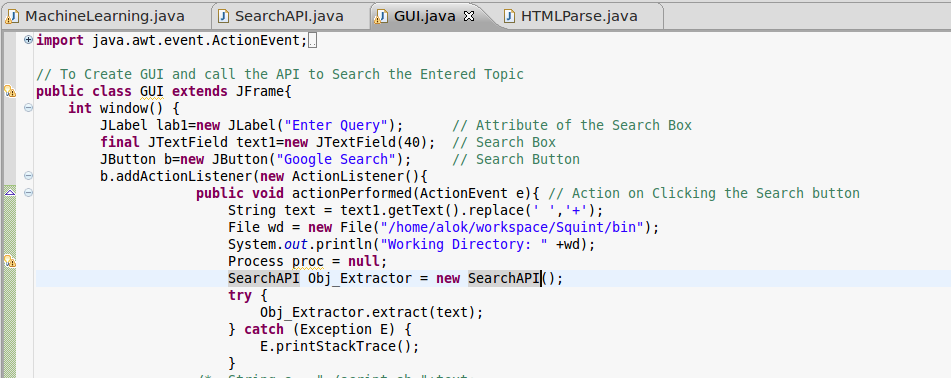 MachineLearning.java SearchAPI.java GUI.java HTMLParse.java
import java.awt.event.ActionEvent;
// To Create GUI and call the API to Search the Entered Topic
public class GUI extends JFrame{
int window() {
JLabel lab1=new JLabel("Enter Query"); // Attribute of the Search Box
final JTextField text1=new JTextField(40); // Search Box
JButton b=new JButton("Google Search"); // Search Button
b.addActionListener(new ActionListener(){
public void actionPerformed(ActionEvent e){ // Action on Clicking the Search button
String text = text1.getText().replace(' ','+');
File wd = new File("/home/alok/workspace/Squint/bin");
System.out.println("Working Directory: " +wd);
Process proc = null;
SearchAPI Obj_Extractor = new SearchAPI();
try {
Obj_Extractor.extract(text);
} catch (Exception E) {
E.printStackTrace();
}